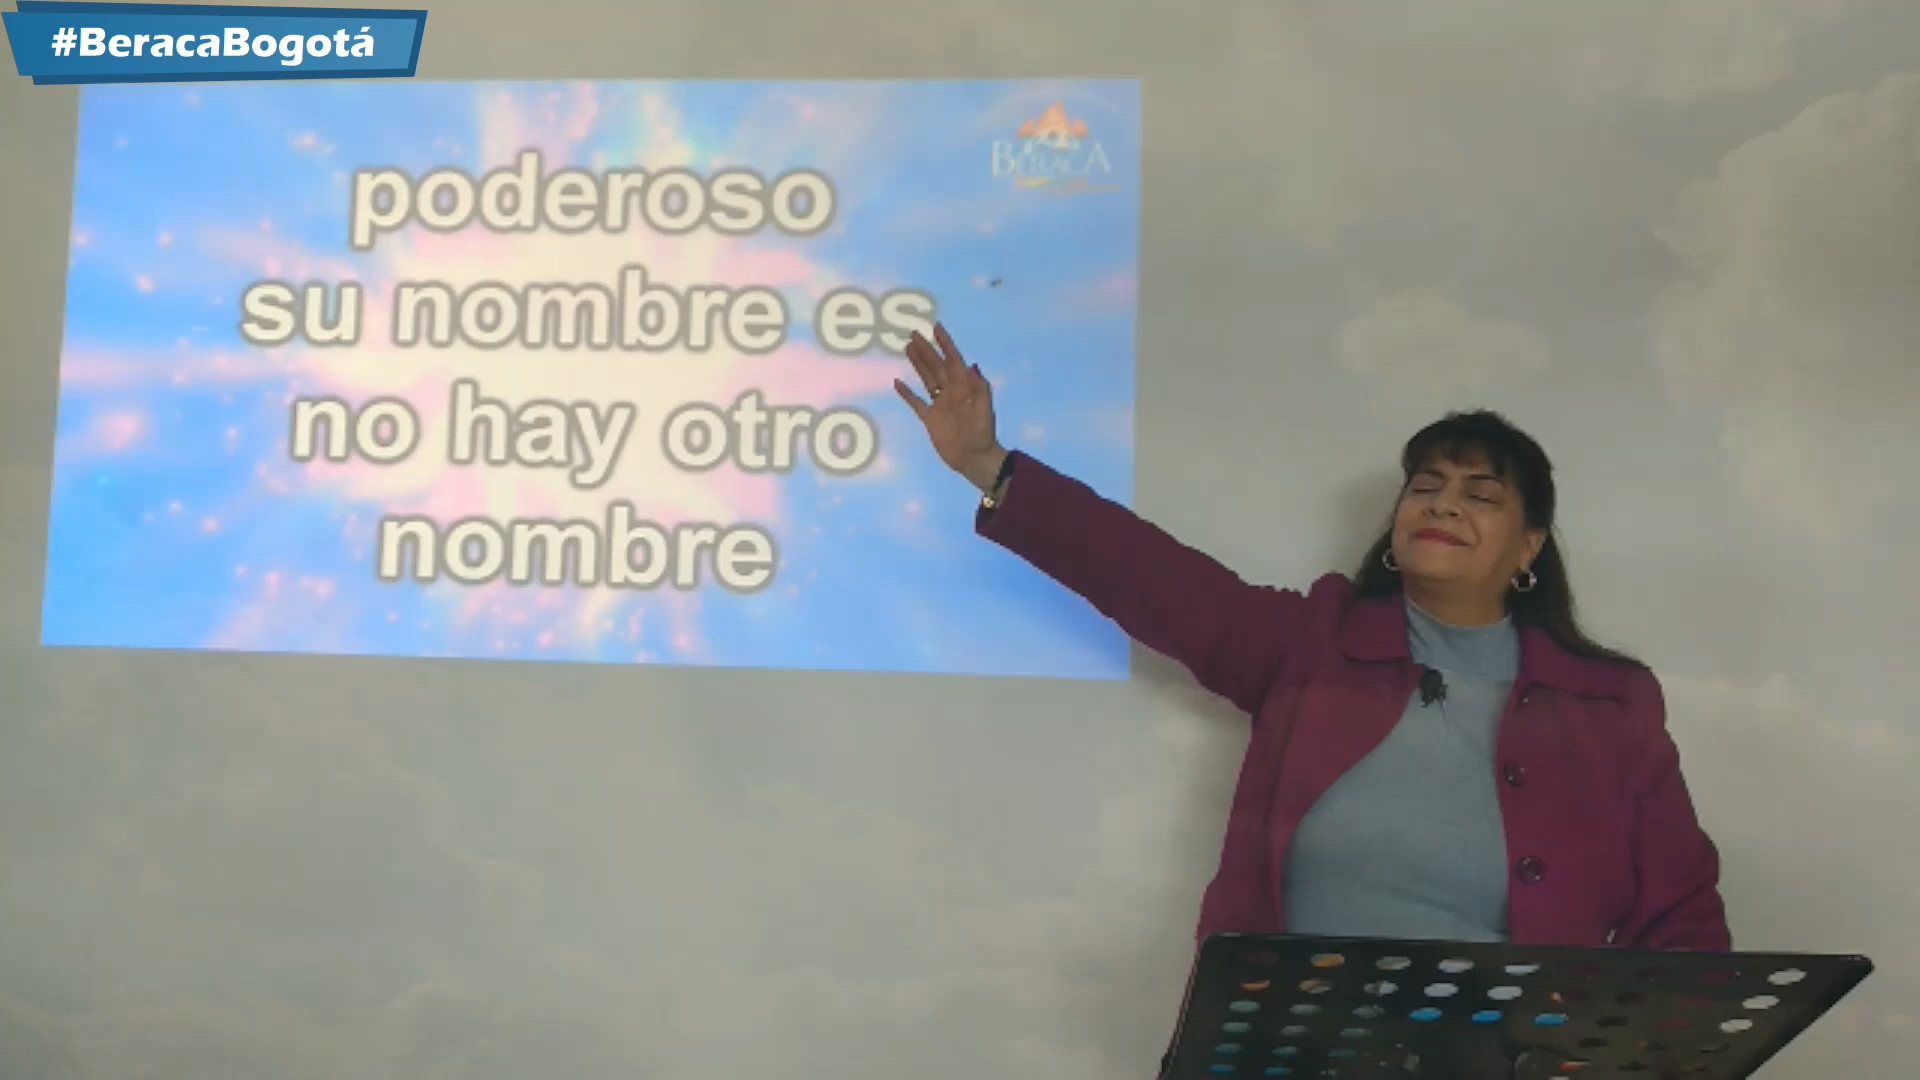 #BeracaBogotá
BERACA
poderoso
su nombre es
no hay otro
nombre